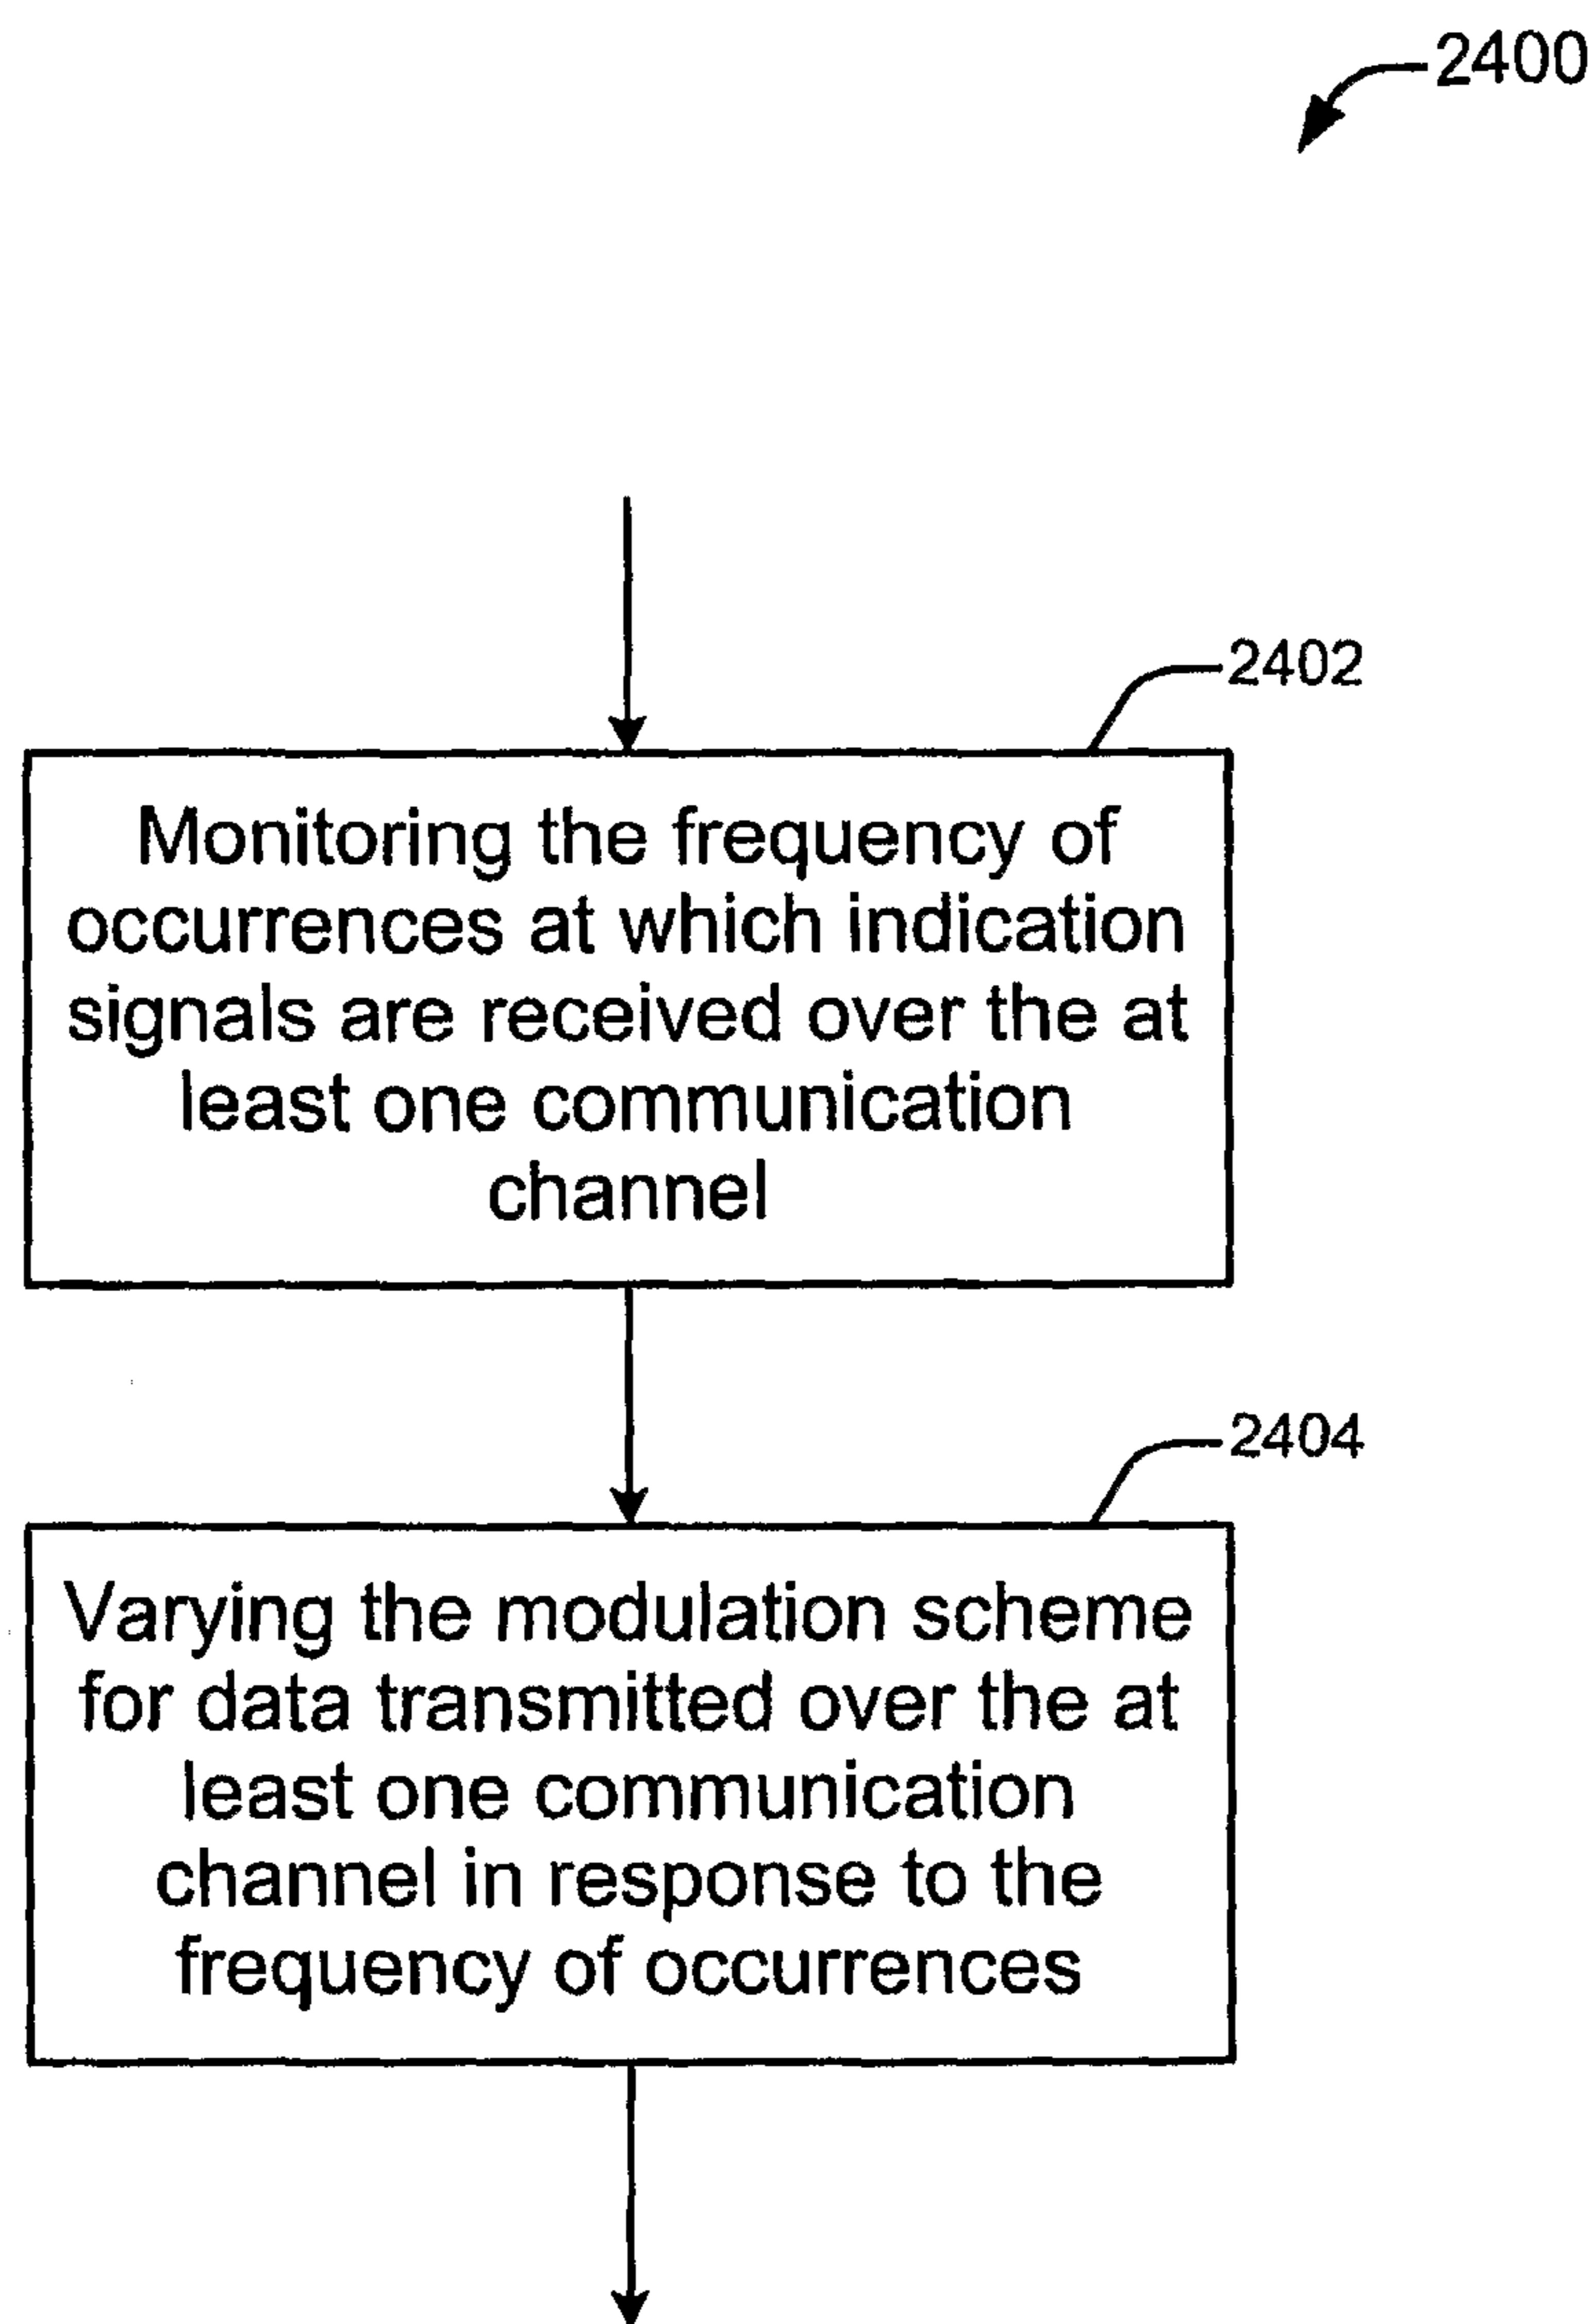 2400
2402
Monitoring the frequency of
occurrences at which indication
signals are received over the at
least one communication
channel
2404
Varying the modulation scheme
for data transmitted over the at
least one communication
channel in response to the
frequency of occurrences